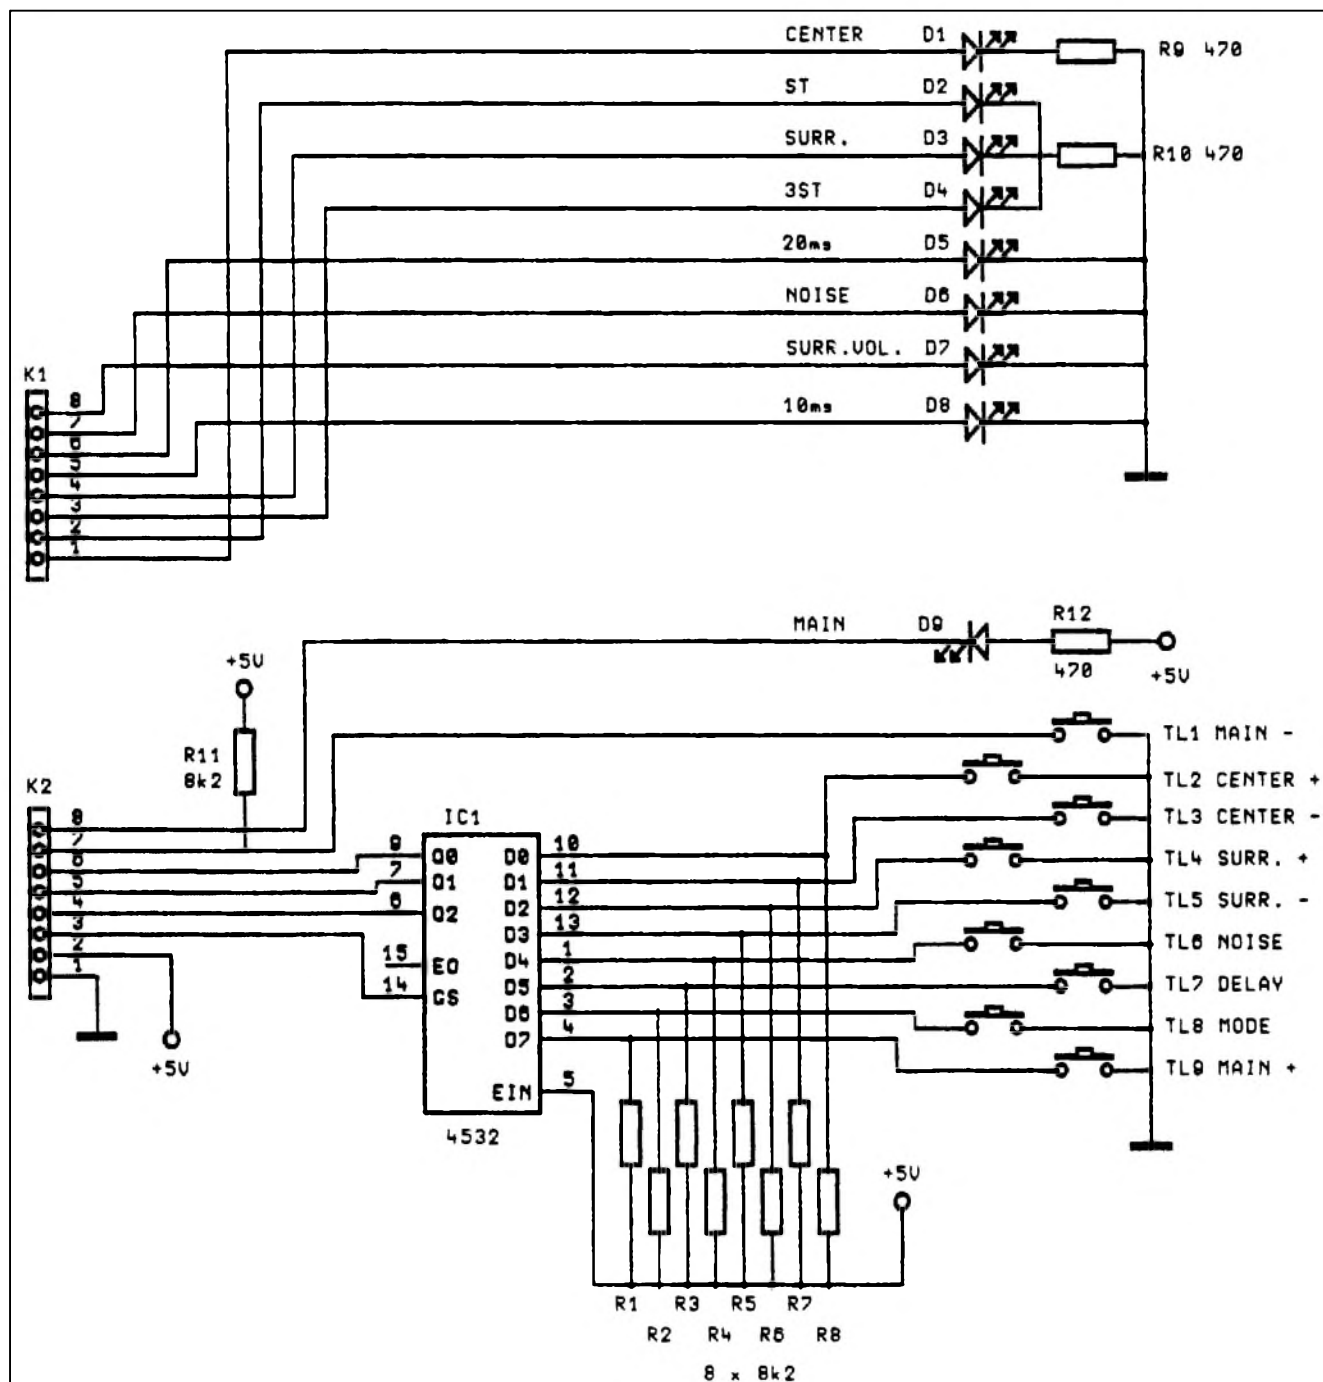 CENTER D1 R9 470
ST D2
SURR. D3 R10 470
3ST D4
20ms D5
NOISE D6
SURR.VOL. D7
10ms D8
K1
8
7
6
5
4
3
2
1
MAIN D9 R12
470 +5V
+5V
R11
8k2
TL1 MAIN -
TL2 CENTER +
TL3 CENTER -
TL4 SURR. +
TL5 SURR. -
TL6 NOISE
TL7 DELAY
TL8 MODE
TL9 MAIN +
K2
8
7
6
5
4
3
2
1
+5V
IC1
9 O0 D0 10
7 O1 D1 11
6 O2 D2 12
D3 13
15 EO D4 1
14 GS D5 2
D6 3
D7 4
EIN 5
4532
+5V
R1 R3 R5 R7
R2 R4 R6 R8
8 x 8k2